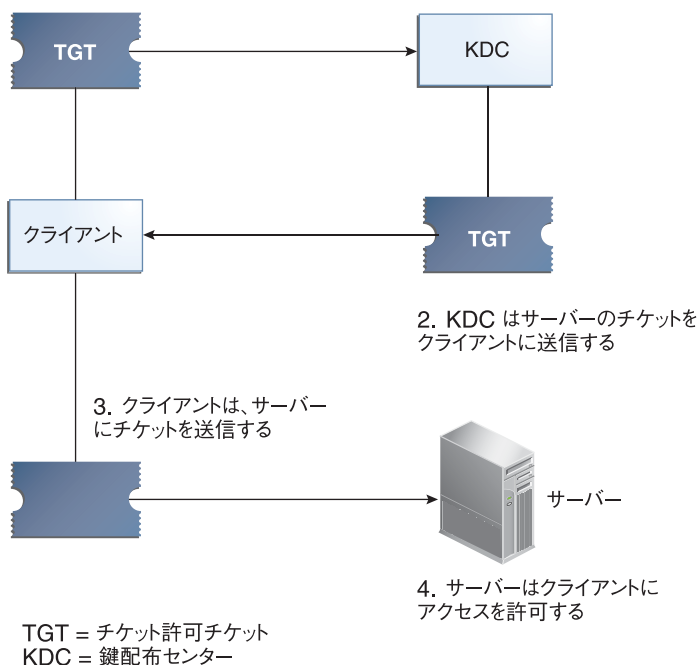 TGT
KDC
クライアント
TGT
2. KDC はサーバーのチケットを
クライアントに送信する
3. クライアントは、サーバー
にチケットを送信する
サーバー
4. サーバーはクライアントに
アクセスを許可する
TGT = チケット許可チケット
KDC = 鍵配布センター